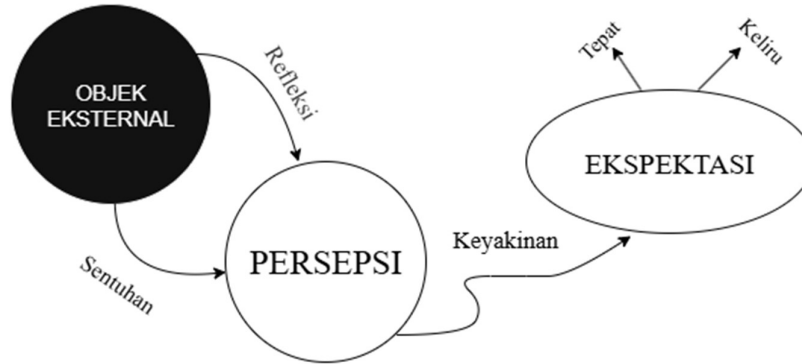 OBJEK
EKSTERNAL
Refleksi
Sentuhan
PERSEPSI
Keyakinan
EKSPEKTASI
Tepat
Keliru